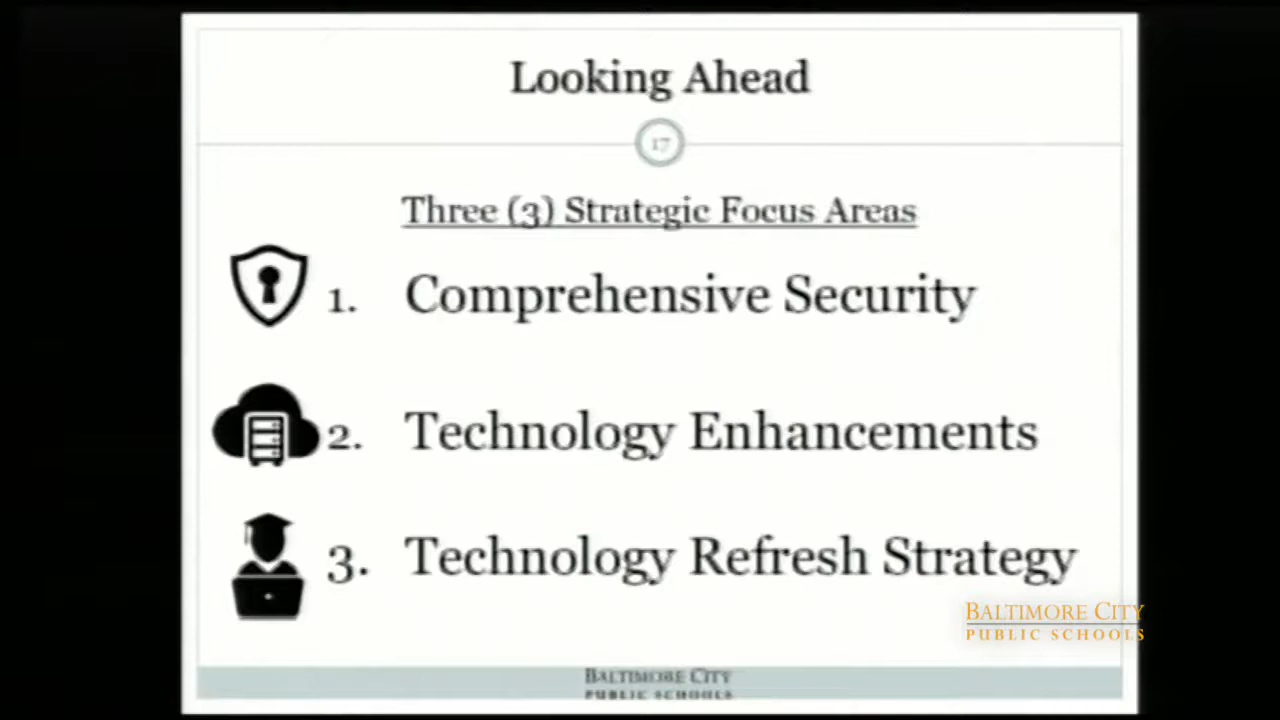 Looking Ahead
17
Three (3) Strategic Focus Areas
1. Comprehensive Security
2. Technology Enhancements
3. Technology Refresh Strategy
BALTIMORE CITY
PUBLIC SCHOOLS
BALTIMORE CITY
PUBLIC SCHOOLS